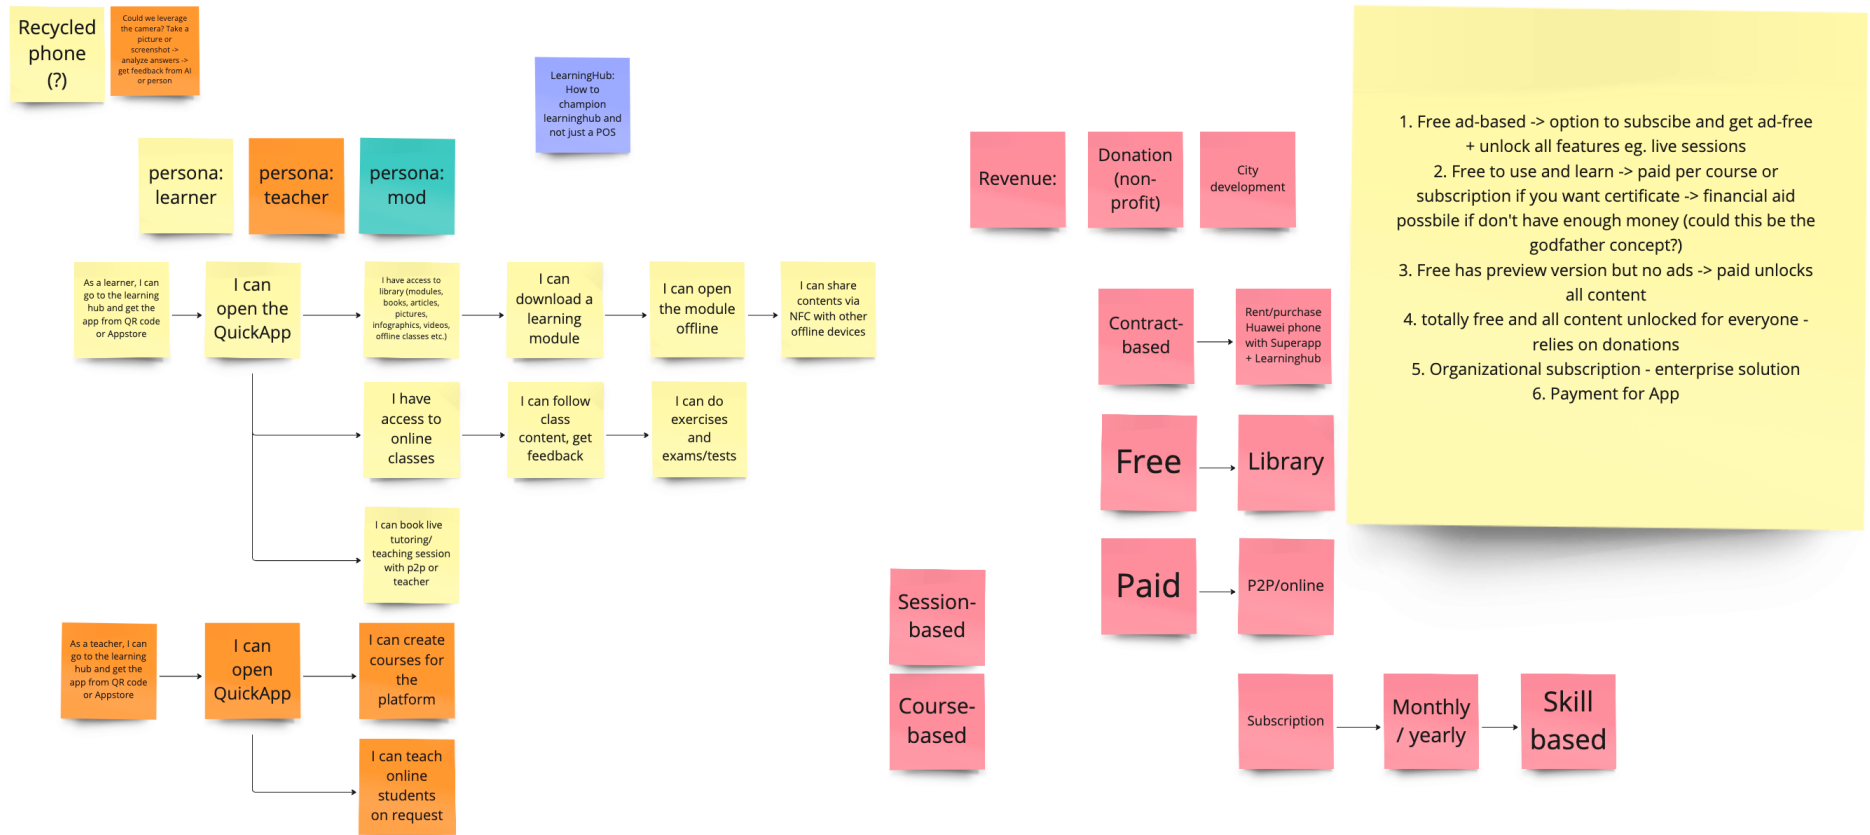 Recycled
phone
(?)
Could we leverage
the camera? Take a
picture or
screenshot ->
analyze answers ->
get feedback from AI
or person
LearningHub:
How to
champion
learninghub and
not just a POS
persona:
learner
persona:
teacher
persona:
mod
As a learner, I can
go to the learning
hub and get the
app from QR code
or Appstore
I can
open the
QuickApp
I have access to
library (modules,
books, articles,
pictures,
infographics, videos,
offline classes etc.)
I can
download a
learning
module
I can open
the module
offline
I can share
contents via
NFC with other
offline devices
I have
access to
online
classes
I can follow
class
content, get
feedback
I can do
exercises
and
exams/tests
I can book live
tutoring/
teaching session
with p2p or
teacher
As a teacher, I can
go to the learning
hub and get the
app from QR code
or Appstore
I can
open
QuickApp
I can create
courses for
the
platform
I can teach
online
students
on request
Revenue:
Donation
(non-
profit)
City
development
Contract-
based
Rent/purchase
Huawei phone
with Superapp
+ Learninghub
Free
Library
Paid
P2P/online
Session-
based
Course-
based
Subscription
Monthly
/ yearly
Skill
based
1. Free ad-based -> option to subscibe and get ad-free
+ unlock all features eg. live sessions
2. Free to use and learn -> paid per course or
subscription if you want certificate -> financial aid
possbile if don't have enough money (could this be the
godfather concept?)
3. Free has preview version but no ads -> paid unlocks
all content
4. totally free and all content unlocked for everyone -
relies on donations
5. Organizational subscription - enterprise solution
6. Payment for App